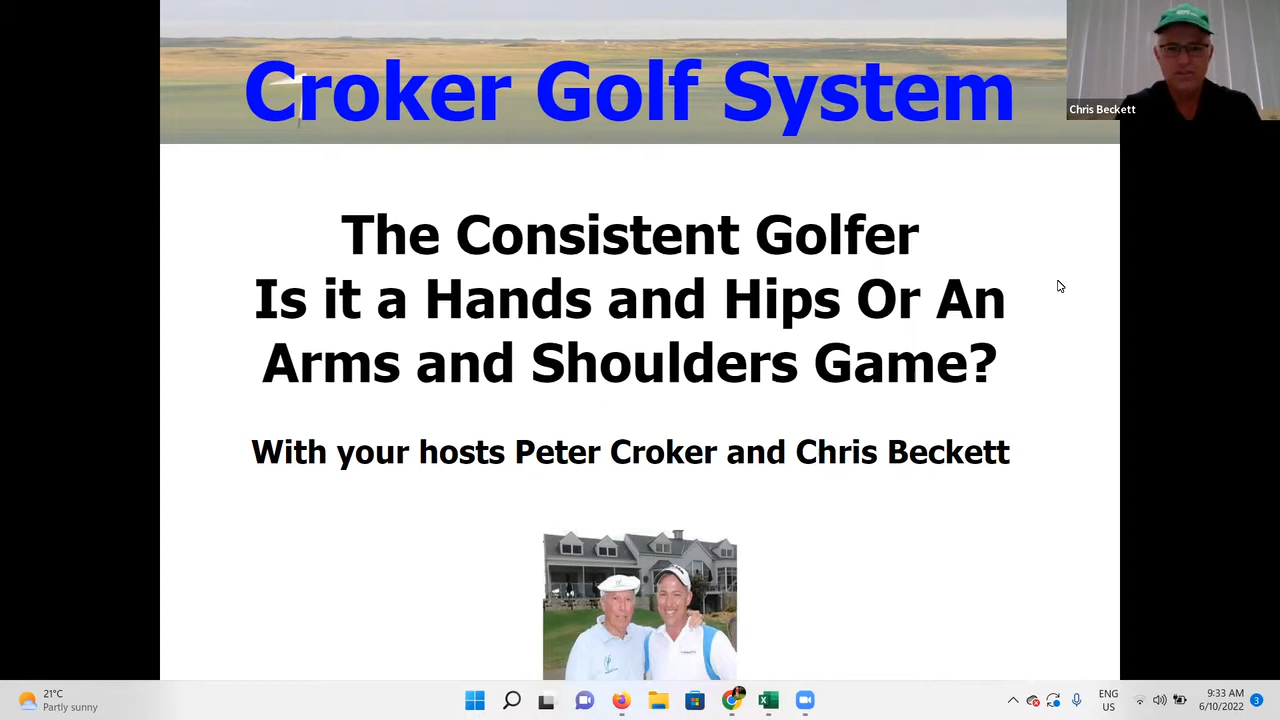 Croker Golf System
Chris Beckett
The Consistent Golfer
Is it a Hands and Hips Or An
Arms and Shoulders Game?
With your hosts Peter Croker and Chris Beckett
21°C
Partly sunny
ENG
US
9:33 AM
6/10/2022
3